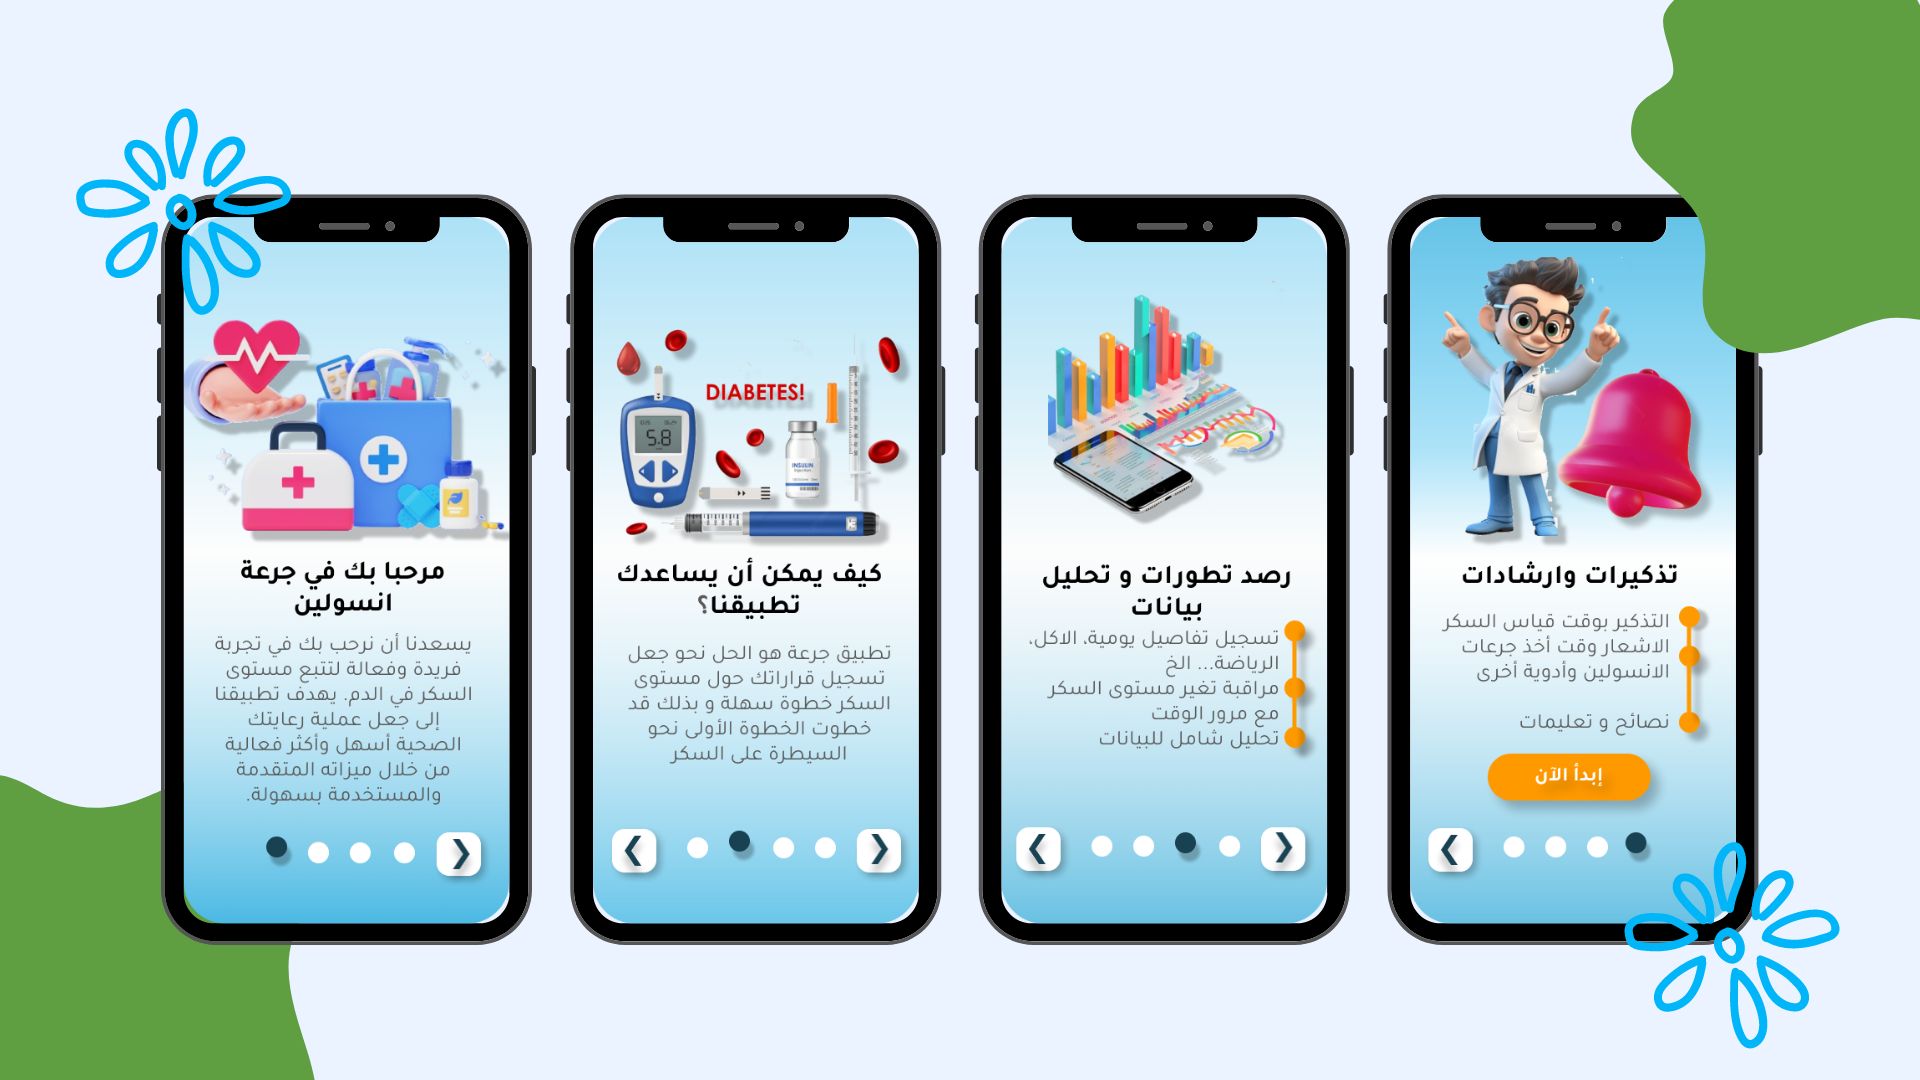 مرحبا بك في جرعة
انسولين
يسعدنا أن نرحب بك في تجربة
فريدة وفعالة لتتبع مستوى
السكر في الدم. يهدف تطبيقنا
إلى جعل عملية رعايتك
الصحية أسهل وأكثر فعالية
من خلال ميزاته المتقدمة
والمستخدمة بسهولة.
DIABETES!
5.8
INSULIN
كيف يمكن أن يساعدك
تطبيقنا؟
تطبيق جرعة هو الحل نحو جعل
تسجيل قراراتك حول مستوى
السكر خطوة سهلة و بذلك قد
خطوت الخطوة الأولى نحو
السيطرة على السكر
رصد تطورات و تحليل
بيانات
تسجيل تفاصيل يومية، الاكل،
الرياضة... الخ
مراقبة تغير مستوى السكر
مع مرور الوقت
تحليل شامل للبيانات
تذكيرات وارشادات
التذكير بوقت قياس السكر
الاشعار وقت أخذ جرعات
الانسولين وأدوية أخرى
نصائح و تعليمات
إبدأ الآن